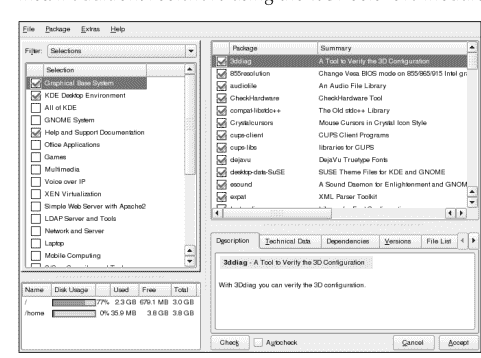 File Package Extras Help
Filter: Selections
Selection
Graphical Base System
KDE Desktop Environment
All of KDE
GNOME System
Help and Support Documentation
Office Applications
Games
Multimedia
Voice over IP
XEN Virtualization
Simple Web Server with Apache2
LDAP Server and Tools
Network and Server
Laptop
Mobile Computing
Name Disk Usage Used Free Total
/ 77% 2.3 GB 679.1 MB 3.0 GB
/home 0% 35.9 MB 3.8 GB 3.8 GB
Package Summary
3ddiag A Tool to Verify the 3D Configuration
855resolution Change Vesa BIOS mode on 855/865/915 Intel gra
audiofile An Audio File Library
CheckHardware CheckHardware Tool
compat-libstdc++ The Old stdc++ Library
Crystalcursors Mouse Cursors in Crystal Icon Style
cups-client CUPS Client Programs
cups-libs libraries for CUPS
dejavu DejaVu Truetype Fonts
desktop-data-SuSE SUSE Theme Files for KDE and GNOME
esound A Sound Daemon for Enlightenment and GNOM
expat XML Parser Toolkit
Description Technical Data Dependencies Versions File List
3ddiag - A Tool to Verify the 3D Configuration
With 3Ddiag you can verify the 3D configuration.
Check Autocheck Cancel Accept